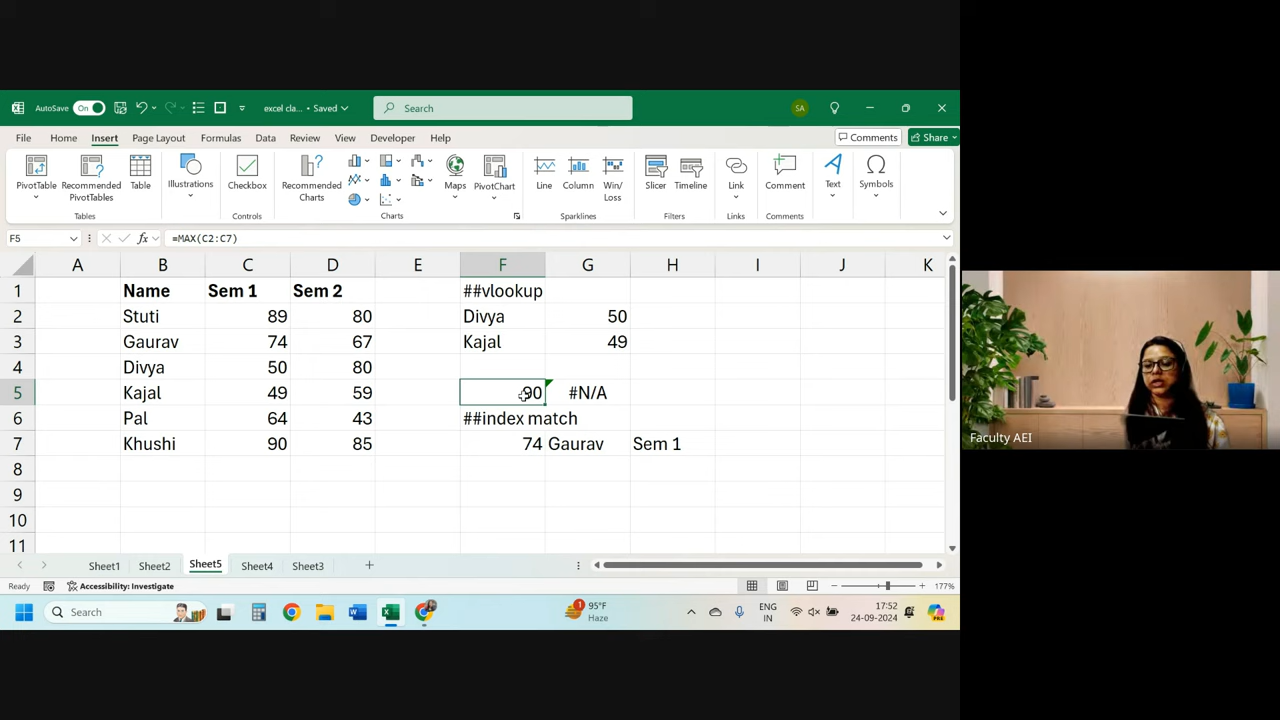 AutoSave On excel cla... • Saved Search SA
File Home Insert Page Layout Formulas Data Review View Developer Help Comments Share
PivotTable Recommended PivotTables Table Illustrations Checkbox Recommended Charts Maps PivotChart Line Column Win/Loss Slicer Timeline Link Comment Text Symbols
Tables Controls Charts Sparklines Filters Links Comments
F5 fx =MAX(C2:C7)
A B C D E F G H I J K
1 Name Sem 1 Sem 2 ##vlookup
2 Stuti 89 80 Divya 50
3 Gaurav 74 67 Kajal 49
4 Divya 50 80
5 Kajal 49 59 90 #N/A
6 Pal 64 43 ##index match
7 Khushi 90 85 74 Gaurav Sem 1
8
9
10
11
Sheet1 Sheet2 Sheet5 Sheet4 Sheet3 +
Ready Accessibility: Investigate 177%
Search 1 95°F Haze ENG IN 17:52 24-09-2024
Faculty AEI